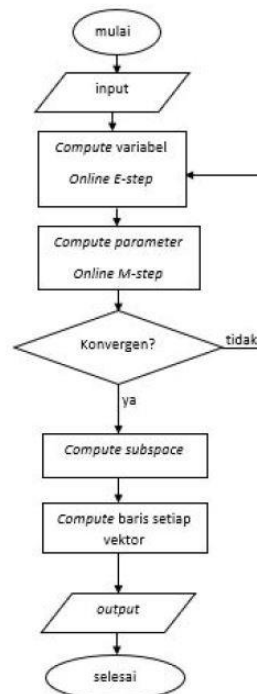 mulai
input
Compute variabel
Online E-step
Compute parameter
Online M-step
Konvergen?
tidak
ya
Compute subspace
Compute baris setiap
vektor
output
selesai